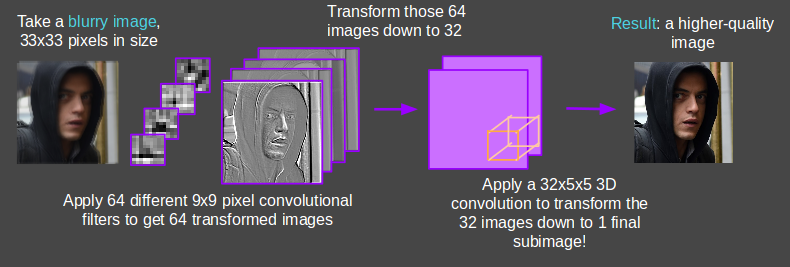 Take a blurry image,
33x33 pixels in size
Transform those 64
images down to 32
Result: a higher-quality
image
Apply 64 different 9x9 pixel convolutional
filters to get 64 transformed images
Apply a 32x5x5 3D
convolution to transform the
32 images down to 1 final
subimage!